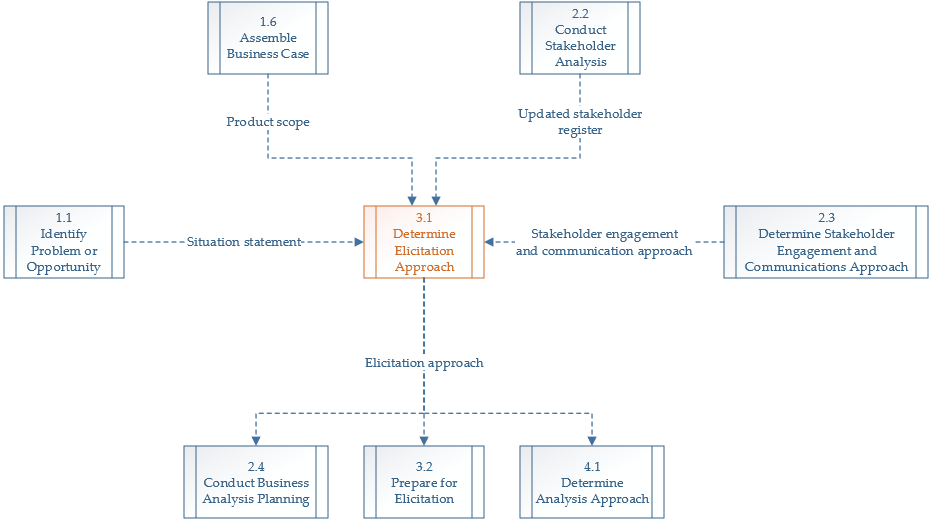 1.6
Assemble
Business Case
2.2
Conduct
Stakeholder
Analysis
Product scope
Updated stakeholder
register
1.1
Identify
Problem or
Opportunity
Situation statement
3.1
Determine
Elicitation
Approach
Stakeholder engagement
and communication approach
2.3
Determine Stakeholder
Engagement and
Communications Approach
Elicitation approach
2.4
Conduct Business
Analysis Planning
3.2
Prepare for
Elicitation
4.1
Determine
Analysis Approach